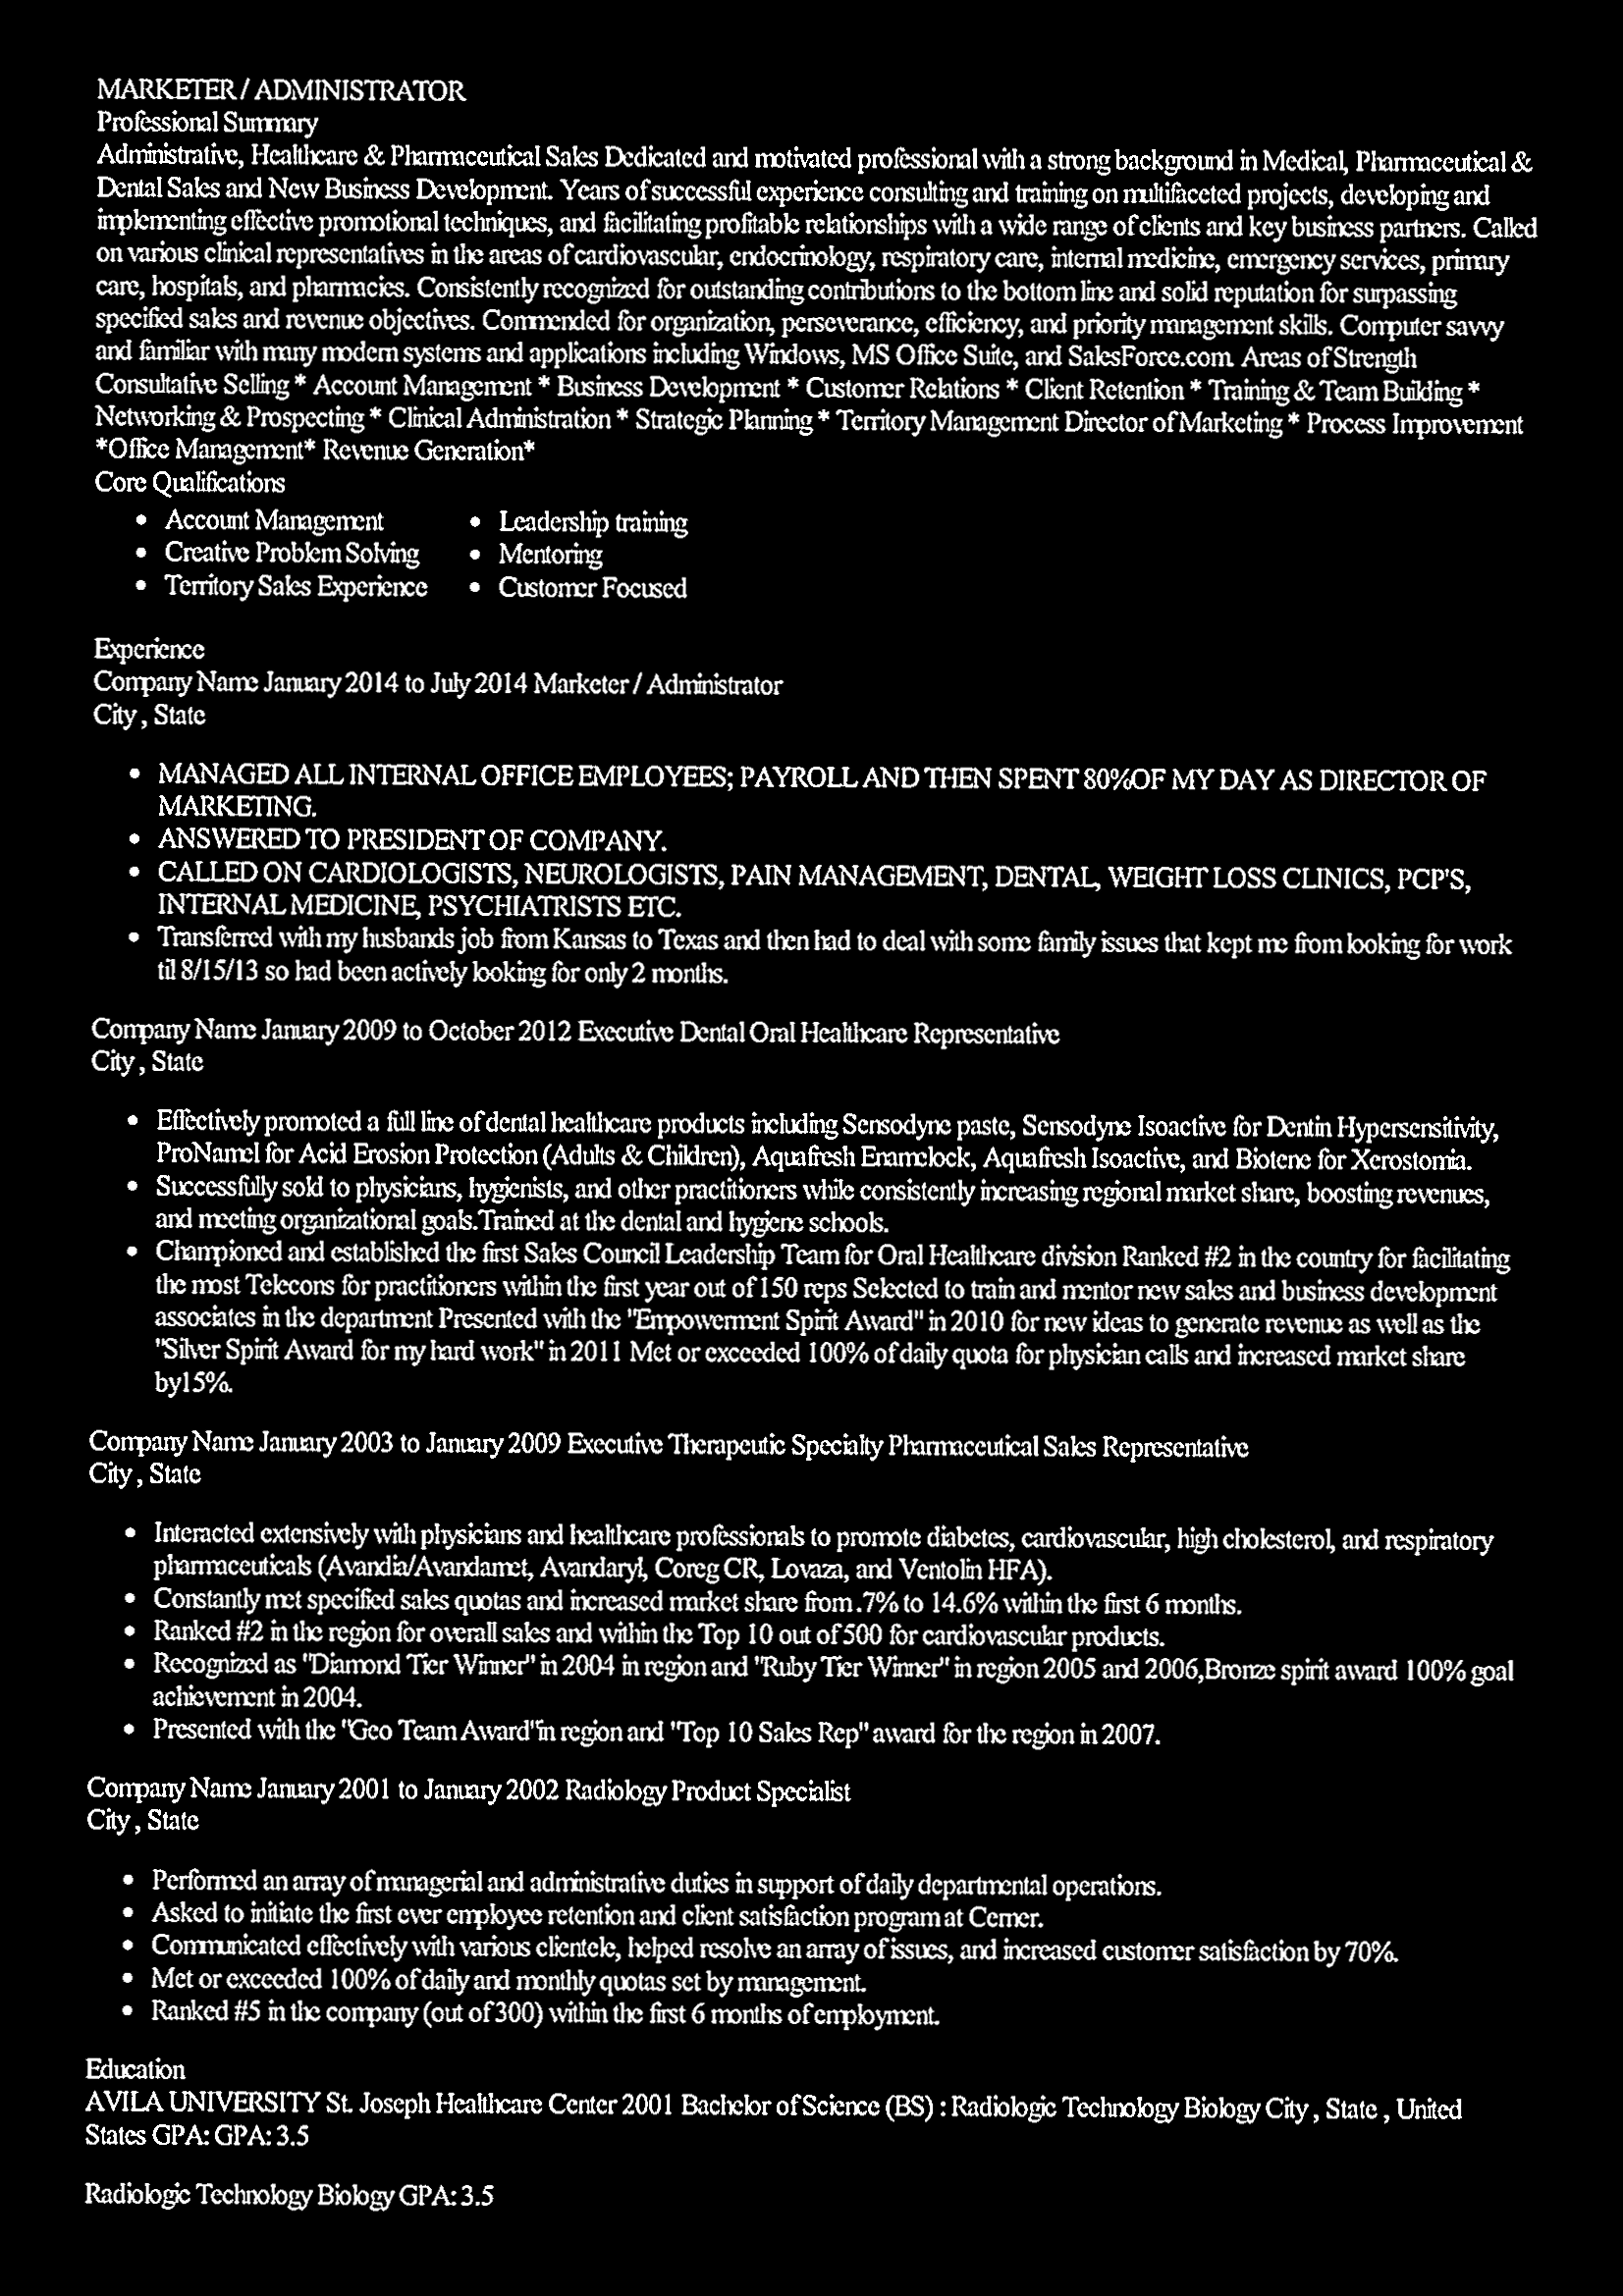 MARKETER / ADMINISTRATOR
Professional Summary
Administrative, Healthcare & Pharmaceutical Sales Dedicated and motivated professional with a strong background in Medical, Pharmaceutical &
Dental Sales and New Business Development. Years of successful experience consulting and training on multifaceted projects, developing and
implementing effective promotional techniques, and facilitating profitable relationships with a wide range of clients and key business partners. Called
on various clinical representatives in the areas of cardiovascular, endocrinology, respiratory care, internal medicine, emergency services, primary
care, hospitals, and pharmacies. Consistently recognized for outstanding contributions to the bottom line and solid reputation for surpassing
specified sales and revenue objectives. Commended for organization, perseverance, efficiency, and priority management skills. Computer savvy
and familiar with many modern systems and applications including Windows, MS Office Suite, and SalesForce.com. Areas of Strength
Consultative Selling * Account Management * Business Development * Customer Relations * Client Retention * Training & Team Building *
Networking & Prospecting * Clinical Administration * Strategic Planning * Territory Management Director of Marketing * Process Improvement
*Office Management* Revenue Generation*
Core Qualifications
• Account Management • Leadership training
• Creative Problem Solving • Mentoring
• Territory Sales Experience • Customer Focused
Experience
Company Name January 2014 to July 2014 Marketer / Administrator
City , State
• MANAGED ALL INTERNAL OFFICE EMPLOYEES; PAYROLL AND THEN SPENT 80%OF MY DAY AS DIRECTOR OF
MARKETING.
• ANSWERED TO PRESIDENT OF COMPANY.
• CALLED ON CARDIOLOGISTS, NEUROLOGISTS, PAIN MANAGEMENT, DENTAL, WEIGHT LOSS CLINICS, PCP'S,
INTERNAL MEDICINE, PSYCHIATRISTS ETC.
• Transferred with my husbands job from Kansas to Texas and then had to deal with some family issues that kept me from looking for work
til 8/15/13 so had been actively looking for only 2 months.
Company Name January 2009 to October 2012 Executive Dental Oral Healthcare Representative
City , State
• Effectively promoted a full line of dental healthcare products including Sensodyne paste, Sensodyne Isoactive for Dentin Hypersensitivity,
ProNamel for Acid Erosion Protection (Adults & Children), Aquafresh Enamelock, Aquafresh Isoactive, and Biotene for Xerostomia.
• Successfully sold to physicians, hygienists, and other practitioners while consistently increasing regional market share, boosting revenues,
and meeting organizational goals.Trained at the dental and hygiene schools.
• Championed and established the first Sales Council Leadership Team for Oral Healthcare division Ranked #2 in the country for facilitating
the most Telecons for practitioners within the first year out of 150 reps Selected to train and mentor new sales and business development
associates in the department Presented with the "Empowerment Spirit Award" in 2010 for new ideas to generate revenue as well as the
"Silver Spirit Award for my hard work" in 2011 Met or exceeded 100% of daily quota for physician calls and increased market share
by15%.
Company Name January 2003 to January 2009 Executive Therapeutic Specialty Pharmaceutical Sales Representative
City , State
• Interacted extensively with physicians and healthcare professionals to promote diabetes, cardiovascular, high cholesterol, and respiratory
pharmaceuticals (Avandia/Avandamet, Avandaryl, Coreg CR, Lovaza, and Ventolin HFA).
• Constantly met specified sales quotas and increased market share from .7% to 14.6% within the first 6 months.
• Ranked #2 in the region for overall sales and within the Top 10 out of 500 for cardiovascular products.
• Recognized as "Diamond Tier Winner" in 2004 in region and "Ruby Tier Winner" in region 2005 and 2006,Bronze spirit award 100% goal
achievement in 2004.
• Presented with the "Geo Team Award"in region and "Top 10 Sales Rep" award for the region in 2007.
Company Name January 2001 to January 2002 Radiology Product Specialist
City , State
• Performed an array of managerial and administrative duties in support of daily departmental operations.
• Asked to initiate the first ever employee retention and client satisfaction program at Cerner.
• Communicated effectively with various clientele, helped resolve an array of issues, and increased customer satisfaction by 70%.
• Met or exceeded 100% of daily and monthly quotas set by management.
• Ranked #5 in the company (out of 300) within the first 6 months of employment.
Education
AVILA UNIVERSITY St. Joseph Healthcare Center 2001 Bachelor of Science (BS) : Radiologic Technology Biology City , State , United
States GPA: GPA: 3.5
Radiologic Technology Biology GPA: 3.5